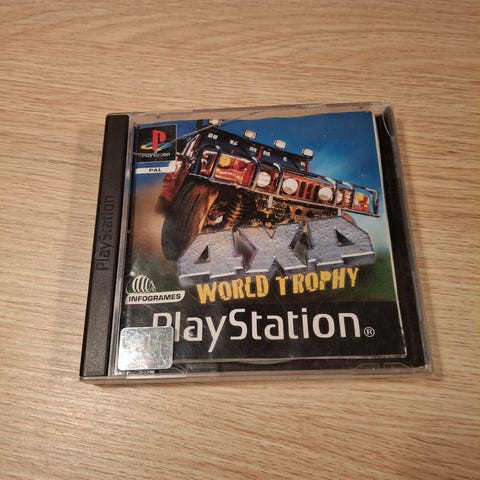 PlayStation
PlayStation
PAL
4X4
WORLD TROPHY
INFOGRAMES
PlayStation®